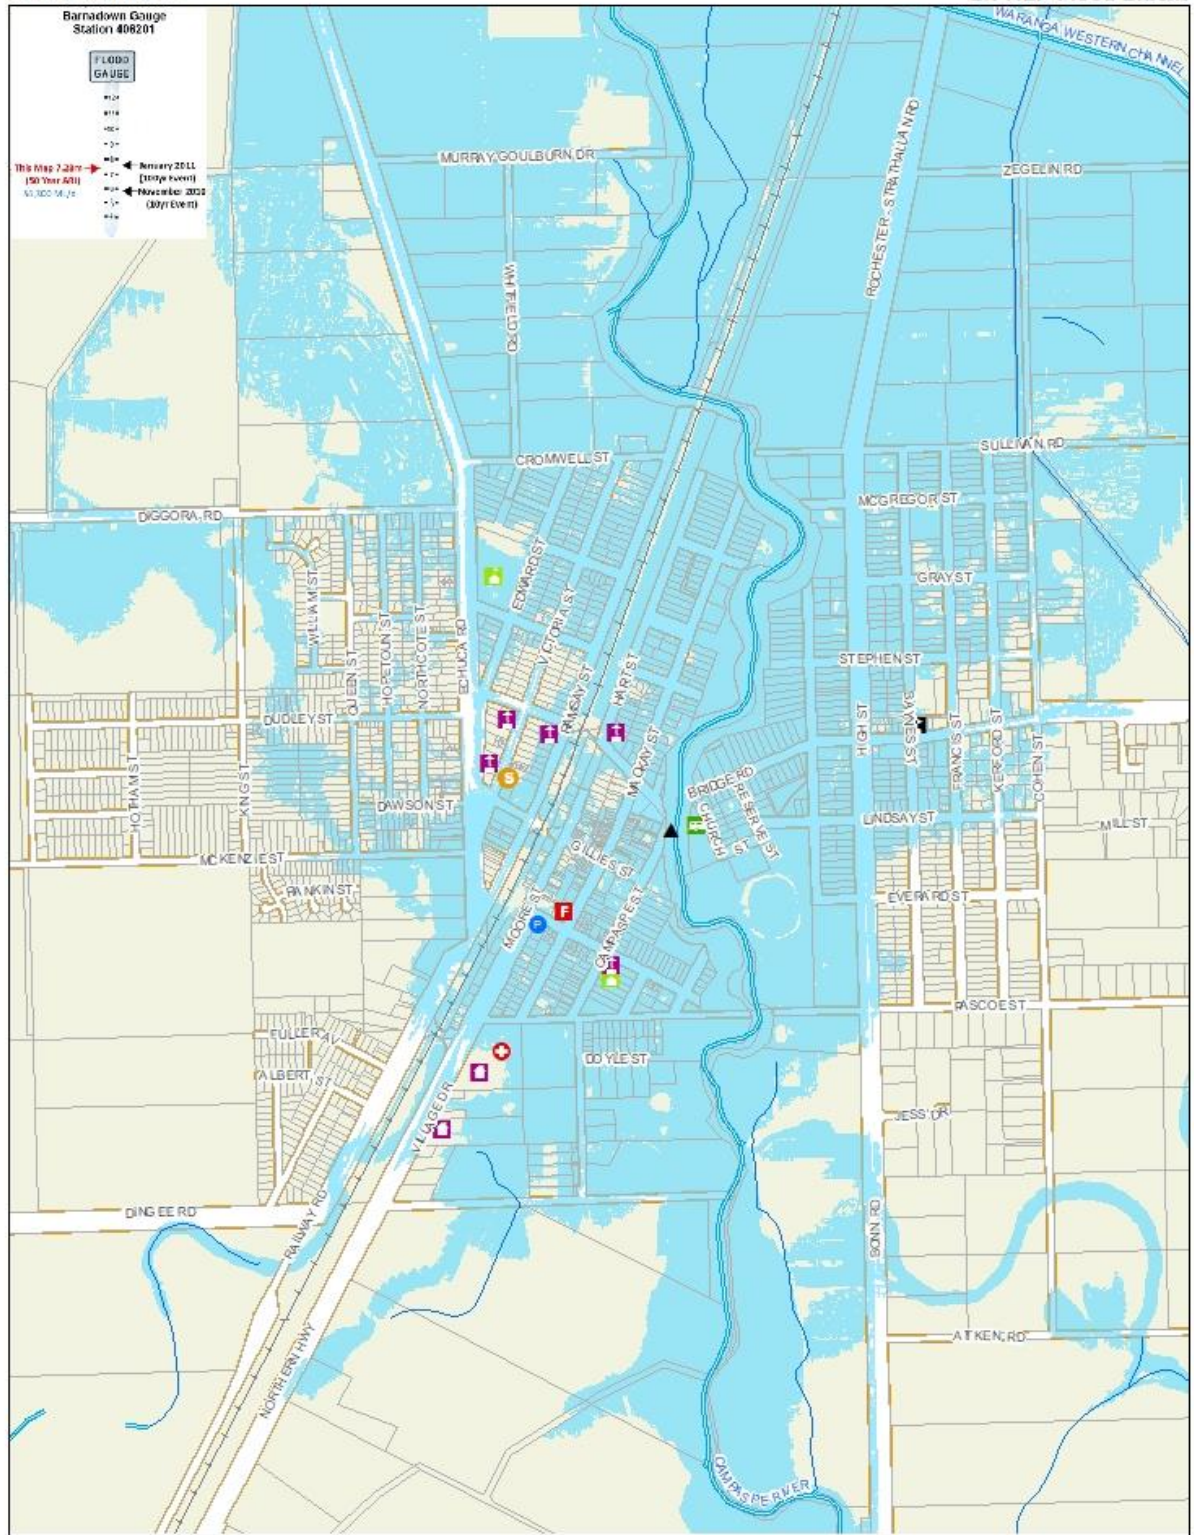 Barnadown Gauge
Station 406201
FLOOD
GAUGE
This Map 7.28m
(50 Year ARI)
January 2011
(100yr Event)
November 2010
(10yr Event)
WARANGA WESTERN CHANNEL
MURRAY GOULBURN DR
ZEGELIN RD
ROCHESTER - STRATHALLAN RD
WHITFIELD RD
CROMWELL ST
SULLIVAN RD
MCGREGOR ST
DIGGORA RD
EDWARD ST
GRAY ST
WILLIAM ST
VICTORIA ST
QUEEN ST
HOPETOUN ST
NORTHCOTE ST
ECHUCA RD
STEPHEN ST
RAMSAY ST
HART ST
DUDLEY ST
HIGH ST
FRANCIS ST
KERFORD ST
COHEN ST
MACKAY ST
HOTHAM ST
KING ST
BRIDGE RD
RESERVE ST
CHURCH ST
S
DAWSON ST
LINDSAY ST
MILL ST
MCKENZIE ST
GILLIES ST
RANKIN ST
EVERARD ST
MOORE ST
F
P
CAMPASPE ST
PASCOE ST
FULLER AV
DOYLE ST
ALBERT ST
VILLAGE DR
JESS DR
DINGEE RD
RAILWAY RD
BONN RD
NORTHERN HWY
AITKEN RD
CAMPASPE RIVER